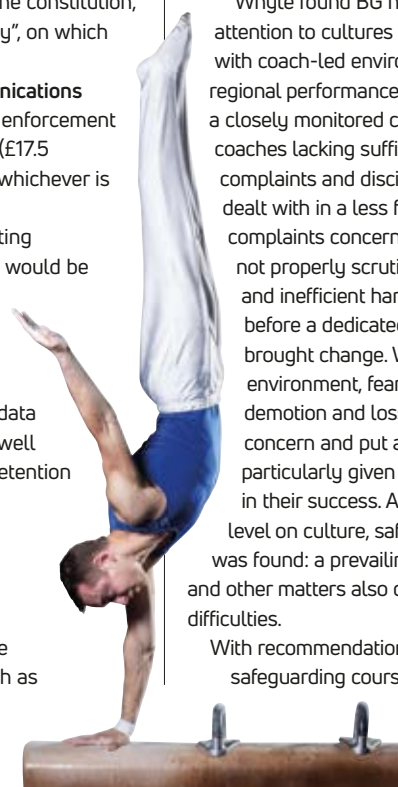 he constitution,
y”, on which
nications
enforcement
(£17.5
whichever is
ting
would be
data
well
etention
e
h as
Whyte found BG h
attention to cultures
with coach-led enviro
regional performance
a closely monitored c
coaches lacking suffi
complaints and disci
dealt with in a less f
complaints concern
not properly scruti
and inefficient har
before a dedicated
brought change. W
environment, fear
demotion and loss
concern and put a
particularly given
in their success. A
level on culture, saf
was found: a prevailin
and other matters also c
difficulties.
With recommendation
safeguarding cours